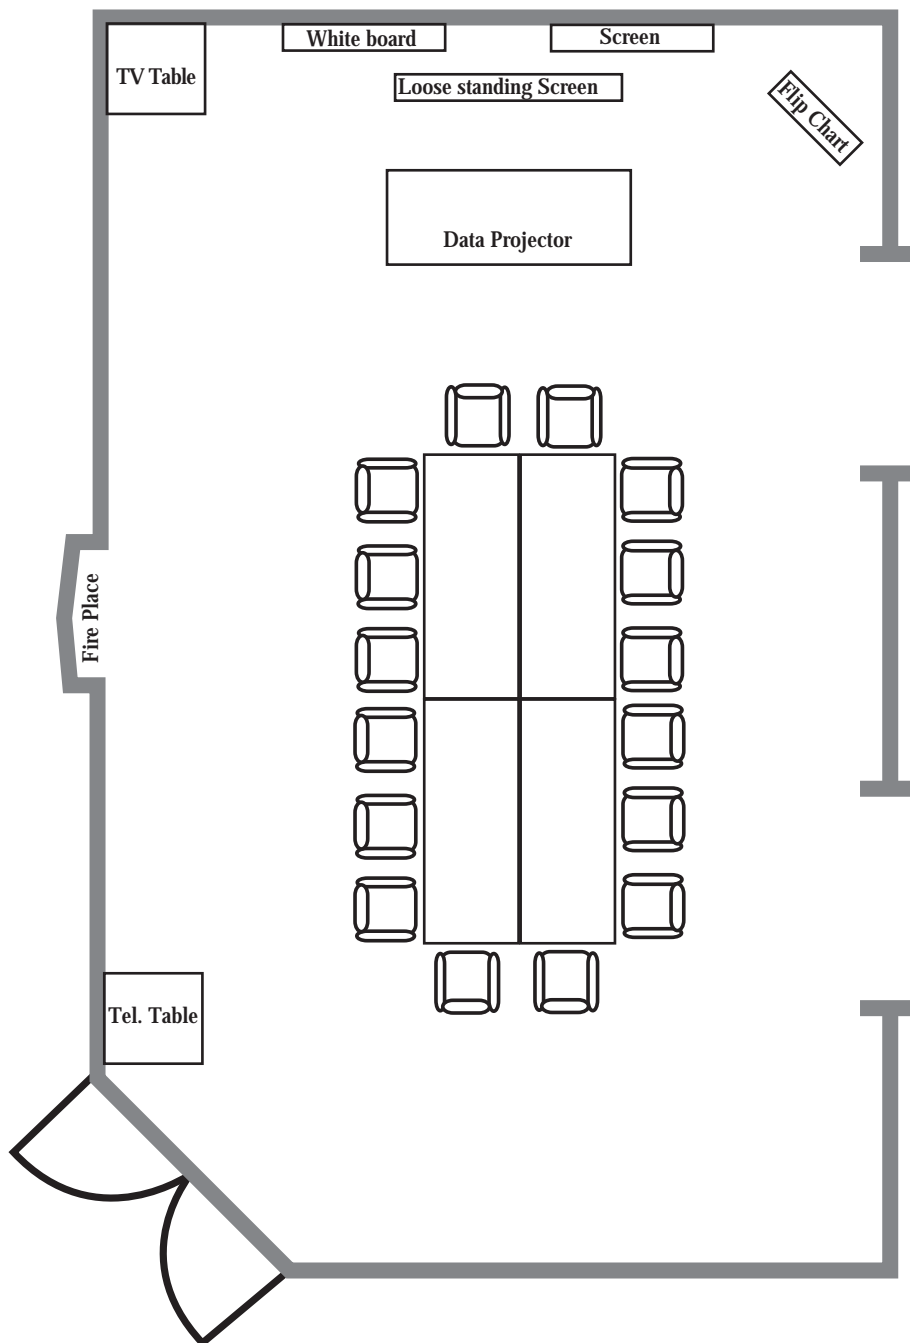 White board
Screen
TV Table
Loose standing Screen
Flip Chart
Data Projector
Fire Place
Tel. Table